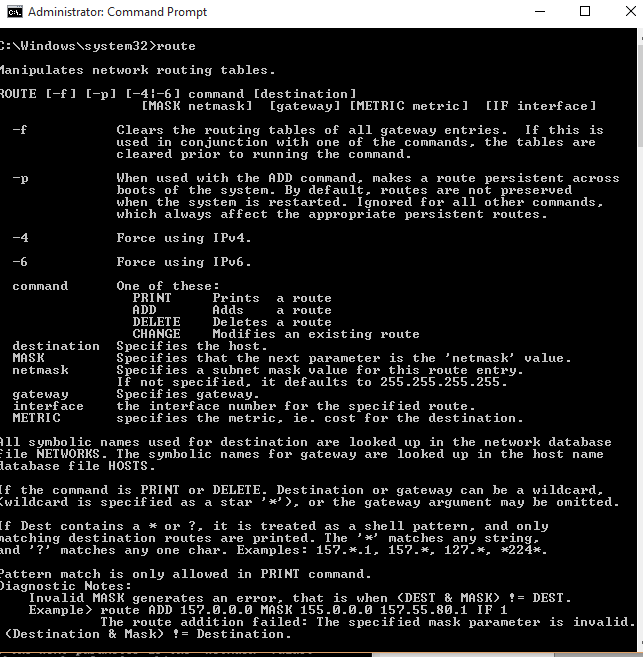 Administrator: Command Prompt
C:\Windows\system32>route
Manipulates network routing tables.
ROUTE [-f] [-p] [-4|-6] command [destination]
[MASK netmask] [gateway] [METRIC metric] [IF interface]
-f Clears the routing tables of all gateway entries. If this is
used in conjunction with one of the commands, the tables are
cleared prior to running the command.
-p When used with the ADD command, makes a route persistent across
boots of the system. By default, routes are not preserved
when the system is restarted. Ignored for all other commands,
which always affect the appropriate persistent routes.
-4 Force using IPv4.
-6 Force using IPv6.
command One of these:
PRINT Prints a route
ADD Adds a route
DELETE Deletes a route
CHANGE Modifies an existing route
destination Specifies the host.
MASK Specifies that the next parameter is the 'netmask' value.
netmask Specifies a subnet mask value for this route entry.
If not specified, it defaults to 255.255.255.255.
gateway Specifies gateway.
interface the interface number for the specified route.
METRIC specifies the metric, ie. cost for the destination.
All symbolic names used for destination are looked up in the network database
file NETWORKS. The symbolic names for gateway are looked up in the host name
database file HOSTS.
If the command is PRINT or DELETE. Destination or gateway can be a wildcard,
(wildcard is specified as a star '*'), or the gateway argument may be omitted.
If Dest contains a * or ?, it is treated as a shell pattern, and only
matching destination routes are printed. The '*' matches any string,
and '?' matches any one char. Examples: 157.*.1, 157.*, 127.*, *224*.
Pattern match is only allowed in PRINT command.
Diagnostic Notes:
Invalid MASK generates an error, that is when (DEST & MASK) != DEST.
Example> route ADD 157.0.0.0 MASK 155.0.0.0 157.55.80.1 IF 1
The route addition failed: The specified mask parameter is invalid.
(Destination & Mask) != Destination.